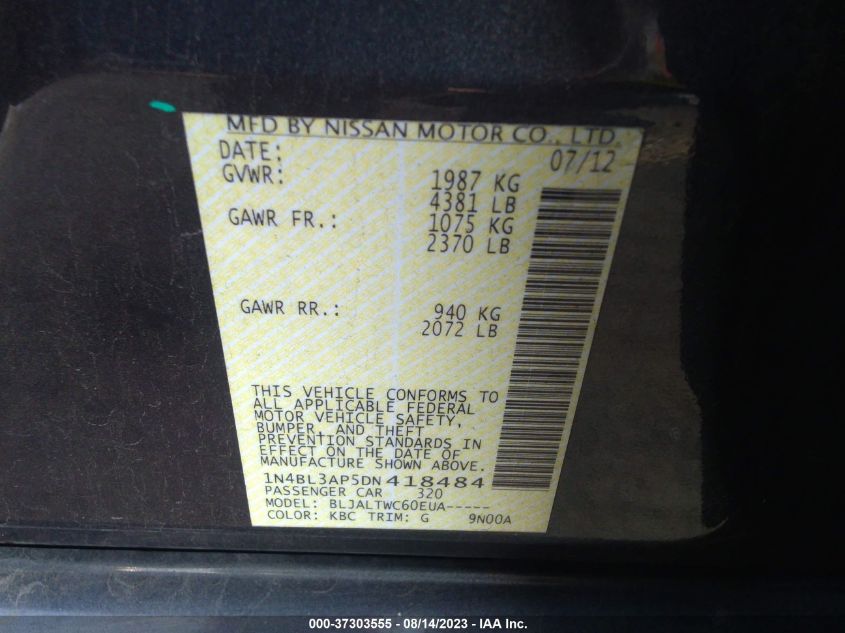 MFD BY NISSAN MOTOR CO., LTD.
DATE: 07/12
GVWR: 1987 KG
4381 LB
GAWR FR.: 1075 KG
2370 LB
GAWR RR.: 940 KG
2072 LB
THIS VEHICLE CONFORMS TO
ALL APPLICABLE FEDERAL
MOTOR VEHICLE SAFETY,
BUMPER, AND THEFT
PREVENTION STANDARDS IN
EFFECT ON THE DATE OF
MANUFACTURE SHOWN ABOVE.
1N4BL3AP5DN418484
PASSENGER CAR 320
MODEL: BLJALTWC60EUA-----
COLOR: KBC TRIM: G 9N00A
000-37303555 - 08/14/2023 - IAA Inc.